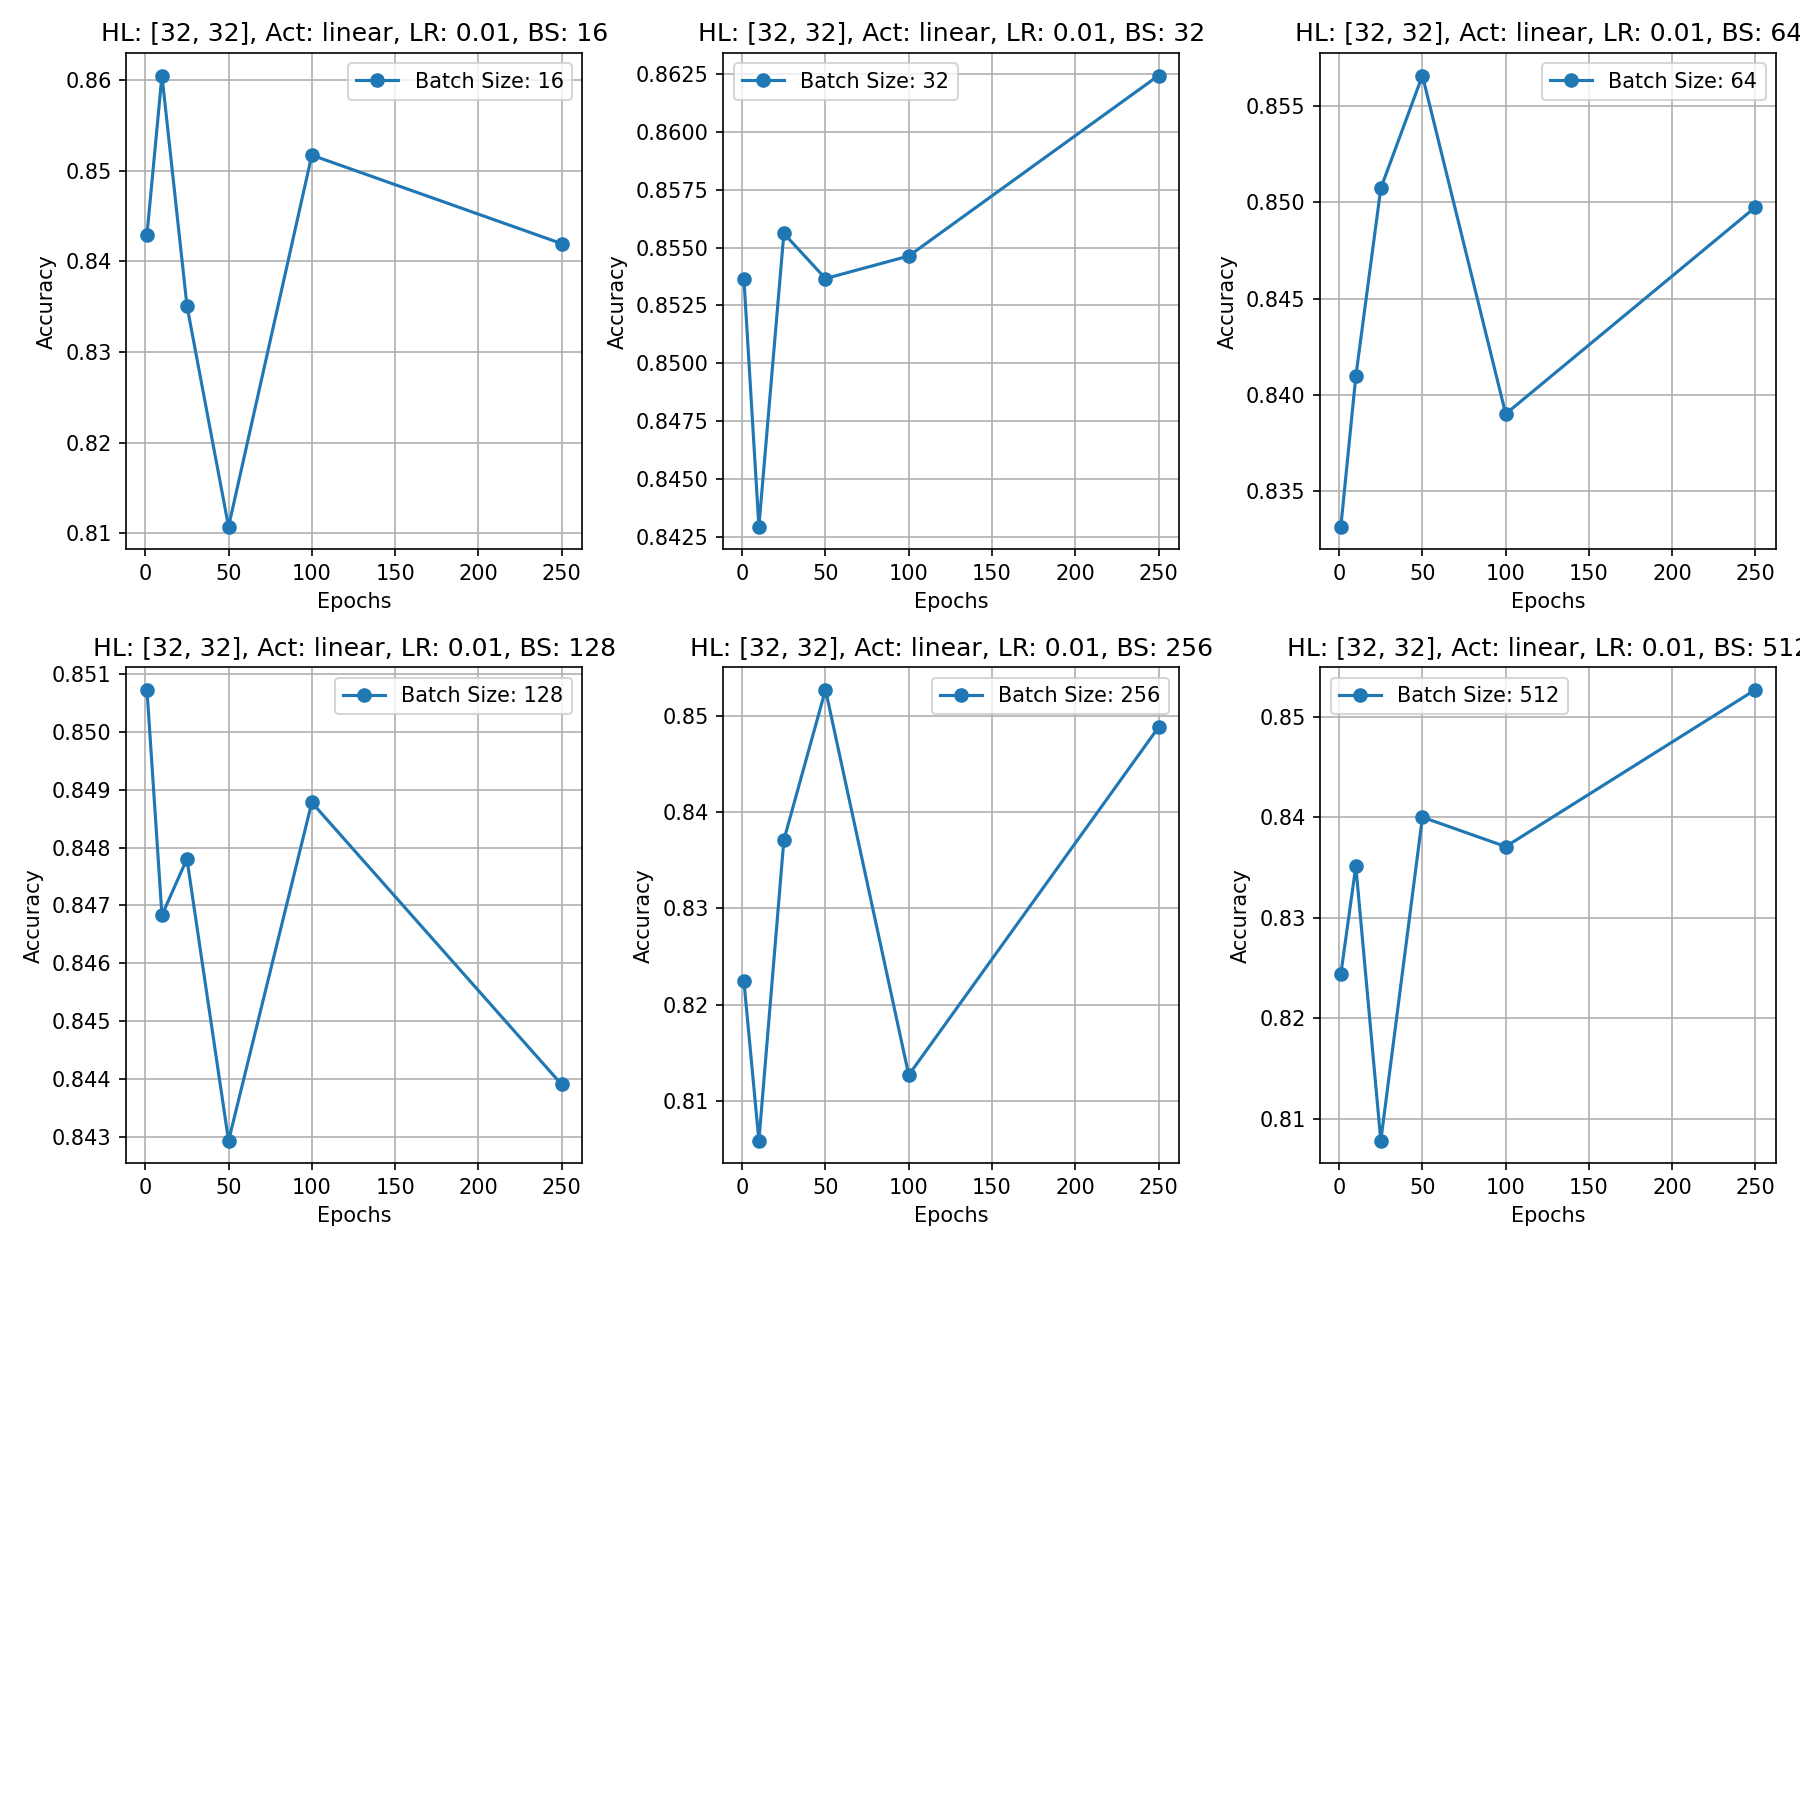 HL: [32, 32], Act: linear, LR: 0.01, BS: 16
Batch Size: 16
0.86
0.85
0.84
0.83
0.82
0.81
Accuracy
0 50 100 150 200 250
Epochs
HL: [32, 32], Act: linear, LR: 0.01, BS: 32
Batch Size: 32
0.8625
0.8600
0.8575
0.8550
0.8525
0.8500
0.8475
0.8450
0.8425
Accuracy
0 50 100 150 200 250
Epochs
HL: [32, 32], Act: linear, LR: 0.01, BS: 64
Batch Size: 64
0.855
0.850
0.845
0.840
0.835
Accuracy
0 50 100 150 200 250
Epochs
HL: [32, 32], Act: linear, LR: 0.01, BS: 128
Batch Size: 128
0.851
0.850
0.849
0.848
0.847
0.846
0.845
0.844
0.843
Accuracy
0 50 100 150 200 250
Epochs
HL: [32, 32], Act: linear, LR: 0.01, BS: 256
Batch Size: 256
0.85
0.84
0.83
0.82
0.81
Accuracy
0 50 100 150 200 250
Epochs
HL: [32, 32], Act: linear, LR: 0.01, BS: 512
Batch Size: 512
0.85
0.84
0.83
0.82
0.81
Accuracy
0 50 100 150 200 250
Epochs